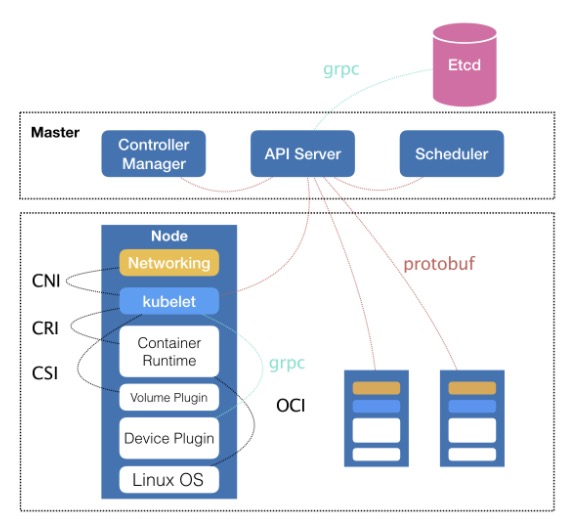 grpc
Etcd
Master
Controller
Manager
API Server
Scheduler
Node
Networking
protobuf
CNI
kubelet
CRI
Container
Runtime
grpc
CSI
Volume Plugin
OCI
Device Plugin
Linux OS